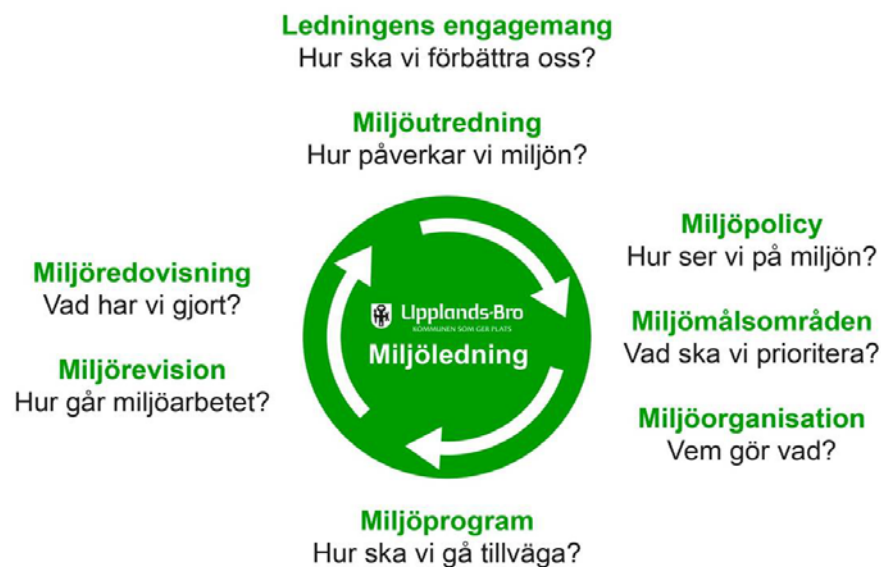 Ledningens engagemang
Hur ska vi förbättra oss?
Miljöutredning
Hur påverkar vi miljön?
Miljöpolicy
Hur ser vi på miljön?
Miljömålsområden
Vad ska vi prioritera?
Miljöorganisation
Vem gör vad?
Miljöprogram
Hur ska vi gå tillväga?
Miljörevision
Hur går miljöarbetet?
Miljöredovisning
Vad har vi gjort?
Upplands-Bro
KOMMUNEN SOM GER PLATS
Miljöledning